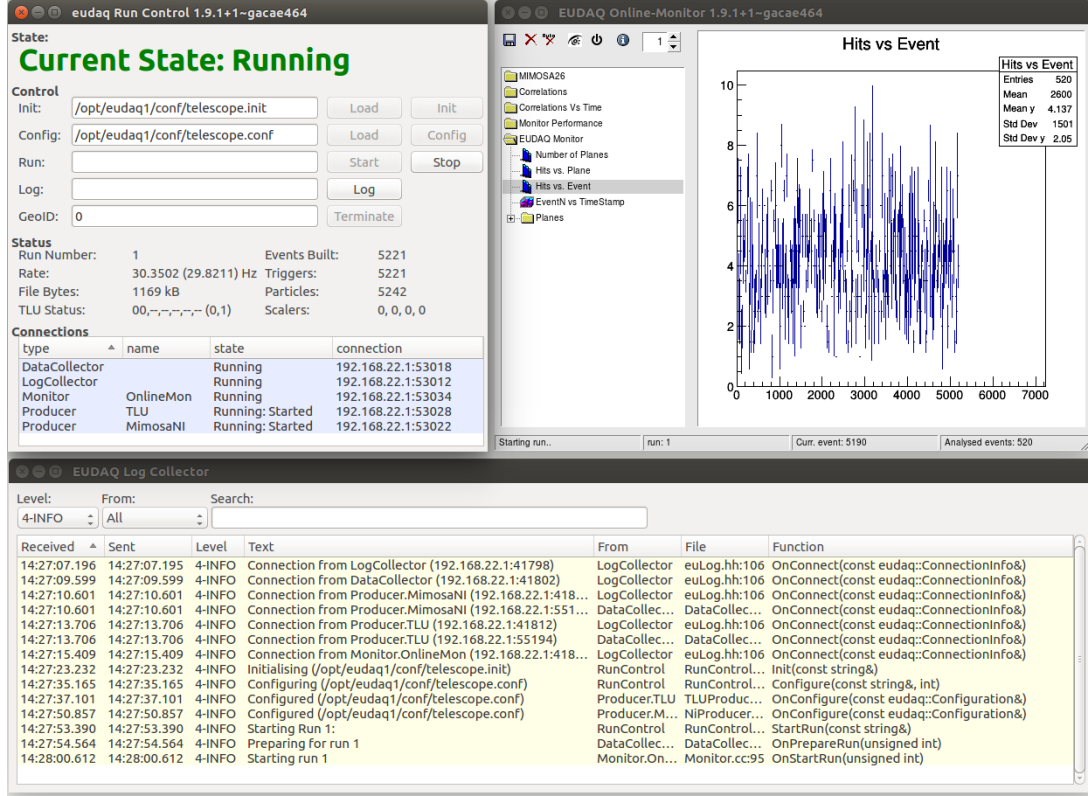 eudaq Run Control 1.9.1+1~gacae464
State:
Current State: Running
Control
Init: /opt/eudaq1/conf/telescope.init Load Init
Config: /opt/eudaq1/conf/telescope.conf Load Config
Run: Start Stop
Log: Log
GeoID: 0 Terminate
Status
Run Number: 1 Events Built: 5221
Rate: 30.3502 (29.8211) Hz Triggers: 5221
File Bytes: 1169 kB Particles: 5242
TLU Status: 00,--,--,--,--,-- (0,1) Scalers: 0, 0, 0, 0
Connections
type name state connection
DataCollector Running 192.168.22.1:53018
LogCollector Running 192.168.22.1:53012
Monitor OnlineMon Running 192.168.22.1:53034
Producer TLU Running: Started 192.168.22.1:53028
Producer MimosaNI Running: Started 192.168.22.1:53022
EUDAQ Online-Monitor 1.9.1+1~gacae464
1
MIMOSA26
Correlations
Correlations Vs Time
Monitor Performance
EUDAQ Monitor
Number of Planes
Hits vs. Plane
Hits vs. Event
EventN vs TimeStamp
Planes
Hits vs Event
Hits vs Event
Entries 520
Mean 2600
Mean y 4.137
Std Dev 1501
Std Dev y 2.05
10
8
6
4
2
0
0 1000 2000 3000 4000 5000 6000 7000
Starting run.. run: 1 Curr. event: 5190 Analysed events: 520
EUDAQ Log Collector
Level: From: Search:
4-INFO All
Received Sent Level Text From File Function
14:27:07.196 14:27:07.195 4-INFO Connection from LogCollector (192.168.22.1:41798) LogCollector euLog.hh:106 OnConnect(const eudaq::ConnectionInfo&)
14:27:09.599 14:27:09.599 4-INFO Connection from DataCollector (192.168.22.1:41802) LogCollector euLog.hh:106 OnConnect(const eudaq::ConnectionInfo&)
14:27:10.601 14:27:10.601 4-INFO Connection from Producer.MimosaNI (192.168.22.1:418... LogCollector euLog.hh:106 OnConnect(const eudaq::ConnectionInfo&)
14:27:10.601 14:27:10.601 4-INFO Connection from Producer.MimosaNI (192.168.22.1:551... DataCollec... DataCollec... OnConnect(const eudaq::ConnectionInfo&)
14:27:13.706 14:27:13.706 4-INFO Connection from Producer.TLU (192.168.22.1:41812) LogCollector euLog.hh:106 OnConnect(const eudaq::ConnectionInfo&)
14:27:13.706 14:27:13.706 4-INFO Connection from Producer.TLU (192.168.22.1:55194) DataCollec... DataCollec... OnConnect(const eudaq::ConnectionInfo&)
14:27:15.409 14:27:15.409 4-INFO Connection from Monitor.OnlineMon (192.168.22.1:418... LogCollector euLog.hh:106 OnConnect(const eudaq::ConnectionInfo&)
14:27:23.232 14:27:23.232 4-INFO Initialising (/opt/eudaq1/conf/telescope.init) RunControl RunControl... Init(const string&)
14:27:35.165 14:27:35.165 4-INFO Configuring (/opt/eudaq1/conf/telescope.conf) RunControl RunControl... Configure(const string&, int)
14:27:37.101 14:27:37.101 4-INFO Configured (/opt/eudaq1/conf/telescope.conf) Producer.TLU TLUProduc... OnConfigure(const eudaq::Configuration&)
14:27:50.857 14:27:50.857 4-INFO Configured (/opt/eudaq1/conf/telescope.conf) Producer.M... NiProducer... OnConfigure(const eudaq::Configuration&)
14:27:53.390 14:27:53.390 4-INFO Starting Run 1: RunControl RunControl... StartRun(const string&)
14:27:54.564 14:27:54.564 4-INFO Preparing for run 1 DataCollec... DataCollec... OnPrepareRun(unsigned int)
14:28:00.612 14:28:00.612 4-INFO Starting run 1 Monitor.On... Monitor.cc:95 OnStartRun(unsigned int)